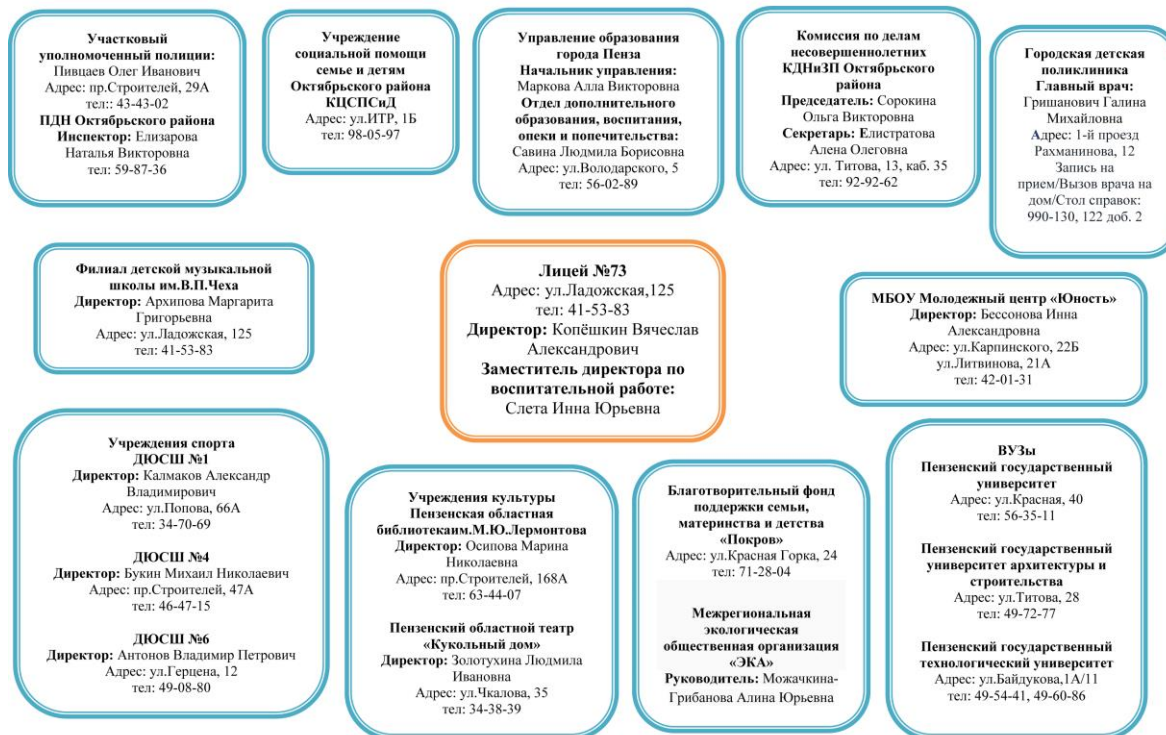 Участковый
уполномоченный полиции:
Пивцаев Олег Иванович
Адрес: пр.Строителей, 29А
тел:: 43-43-02
ПДН Октябрьского района
Инспектор: Елизарова
Наталья Викторовна
тел: 59-87-36
Учреждение
социальной помощи
семье и детям
Октябрьского района
КЦСПСиД
Адрес: ул.ИТР, 1Б
тел: 98-05-97
Управление образования
города Пенза
Начальник управления:
Маркова Алла Викторовна
Отдел дополнительного
образования, воспитания,
опеки и попечительства:
Савина Людмила Борисовна
Адрес: ул.Володарского, 5
тел: 56-02-89
Комиссия по делам
несовершеннолетних
КДНиЗП Октябрьского
района
Председатель: Сорокина
Ольга Викторовна
Секретарь: Елистратова
Алена Олеговна
Адрес: ул. Титова, 13, каб. 35
тел: 92-92-62
Городская детская
поликлиника
Главный врач:
Гришанович Галина
Михайловна
Адрес: 1-й проезд
Рахманинова, 12
Запись на
прием/Вызов врача на
дом/Стол справок:
990-130, 122 доб. 2
Филиал детской музыкальной
школы им.В.П.Чеха
Директор: Архипова Маргарита
Григорьевна
Адрес: ул.Ладожская, 125
тел: 41-53-83
Лицей №73
Адрес: ул.Ладожская,125
тел: 41-53-83
Директор: Копёшкин Вячеслав
Александрович
Заместитель директора по
воспитательной работе:
Слета Инна Юрьевна
МБОУ Молодежный центр «Юность»
Директор: Бессонова Инна
Александровна
Адрес: ул.Карпинского, 22Б
ул.Литвинова, 21А
тел: 42-01-31
Учреждения спорта
ДЮСШ №1
Директор: Калмаков Александр
Владимирович
Адрес: ул.Попова, 66А
тел: 34-70-69
ДЮСШ №4
Директор: Букин Михаил Николаевич
Адрес: пр.Строителей, 47А
тел: 46-47-15
ДЮСШ №6
Директор: Антонов Владимир Петрович
Адрес: ул.Герцена, 12
тел: 49-08-80
Учреждения культуры
Пензенская областная
библиотекаим.М.Ю.Лермонтова
Директор: Осипова Марина
Николаевна
Адрес: пр.Строителей, 168А
тел: 63-44-07
Пензенский областной театр
«Кукольный дом»
Директор: Золотухина Людмила
Ивановна
Адрес: ул.Чкалова, 35
тел: 34-38-39
Благотворительный фонд
поддержки семьи,
материнства и детства
«Покров»
Адрес: ул.Красная Горка, 24
тел: 71-28-04
Межрегиональная
экологическая
общественная организация
«ЭКА»
Руководитель: Можачкина-
Грибанова Алина Юрьевна
ВУЗы
Пензенский государственный
университет
Адрес: ул.Красная, 40
тел: 56-35-11
Пензенский государственный
университет архитектуры и
строительства
Адрес: ул.Титова, 28
тел: 49-72-77
Пензенский государственный
технологический университет
Адрес: ул.Байдукова,1А/11
тел: 49-54-41, 49-60-86